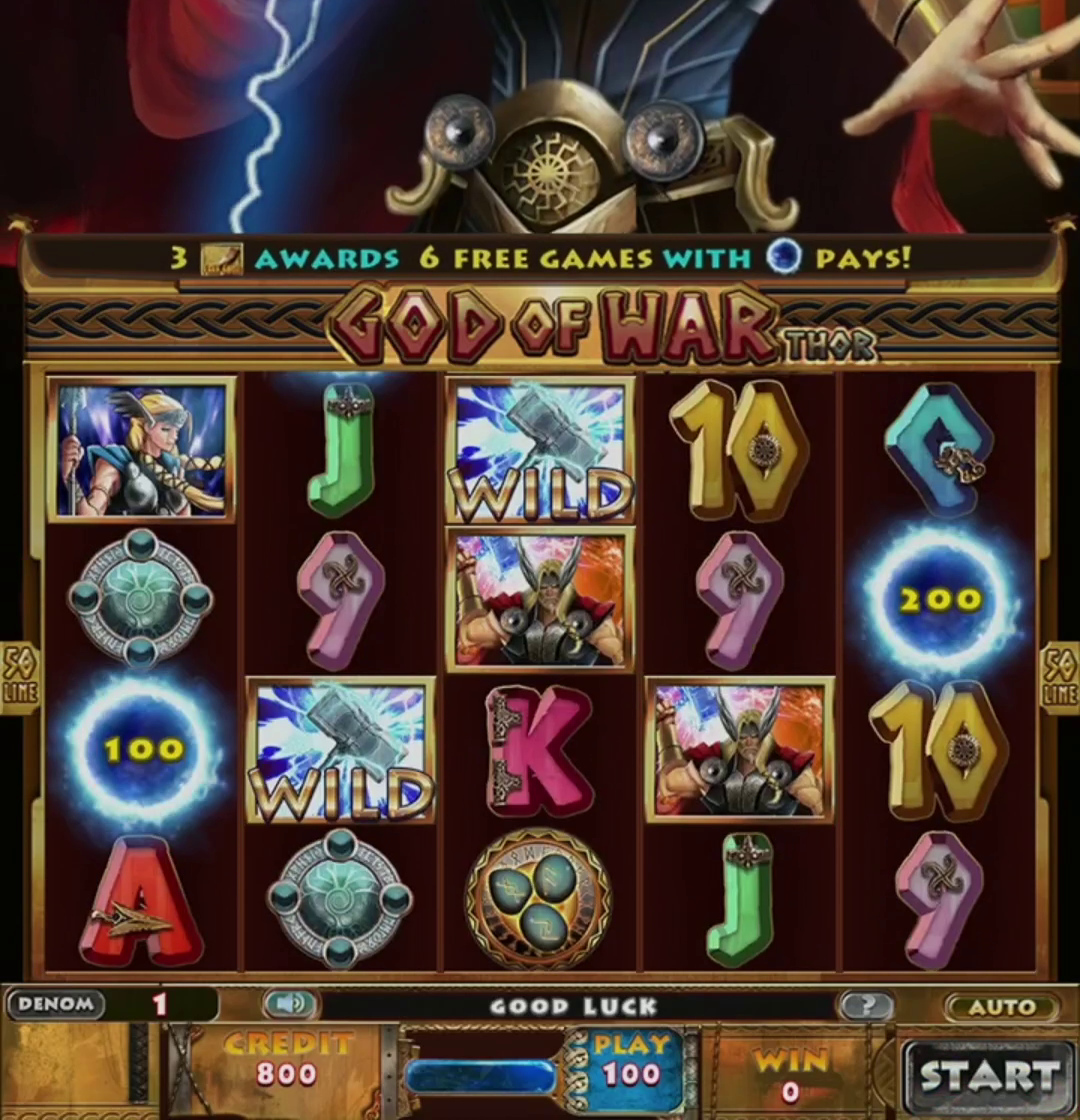 3 AWARDS 6 FREE GAMES WITH PAYS!
GOD OF WAR THOR
J
WILD
10
Q
9
9
200
50 LINE
50 LINE
100
WILD
K
10
A
J
9
DENOM 1
GOOD LUCK
?
AUTO
CREDIT
800
PLAY
100
WIN
0
START